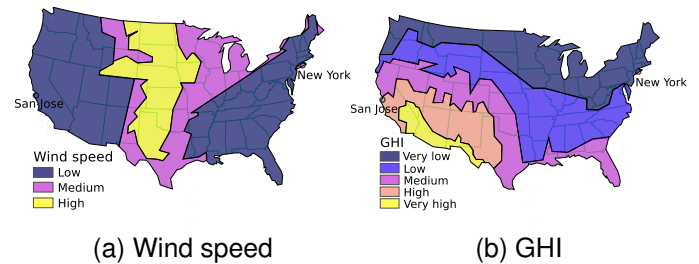 New York
San Jose
Wind speed
Low
Medium
High
(a) Wind speed
New York
San Jose
GHI
Very low
Low
Medium
High
Very high
(b) GHI